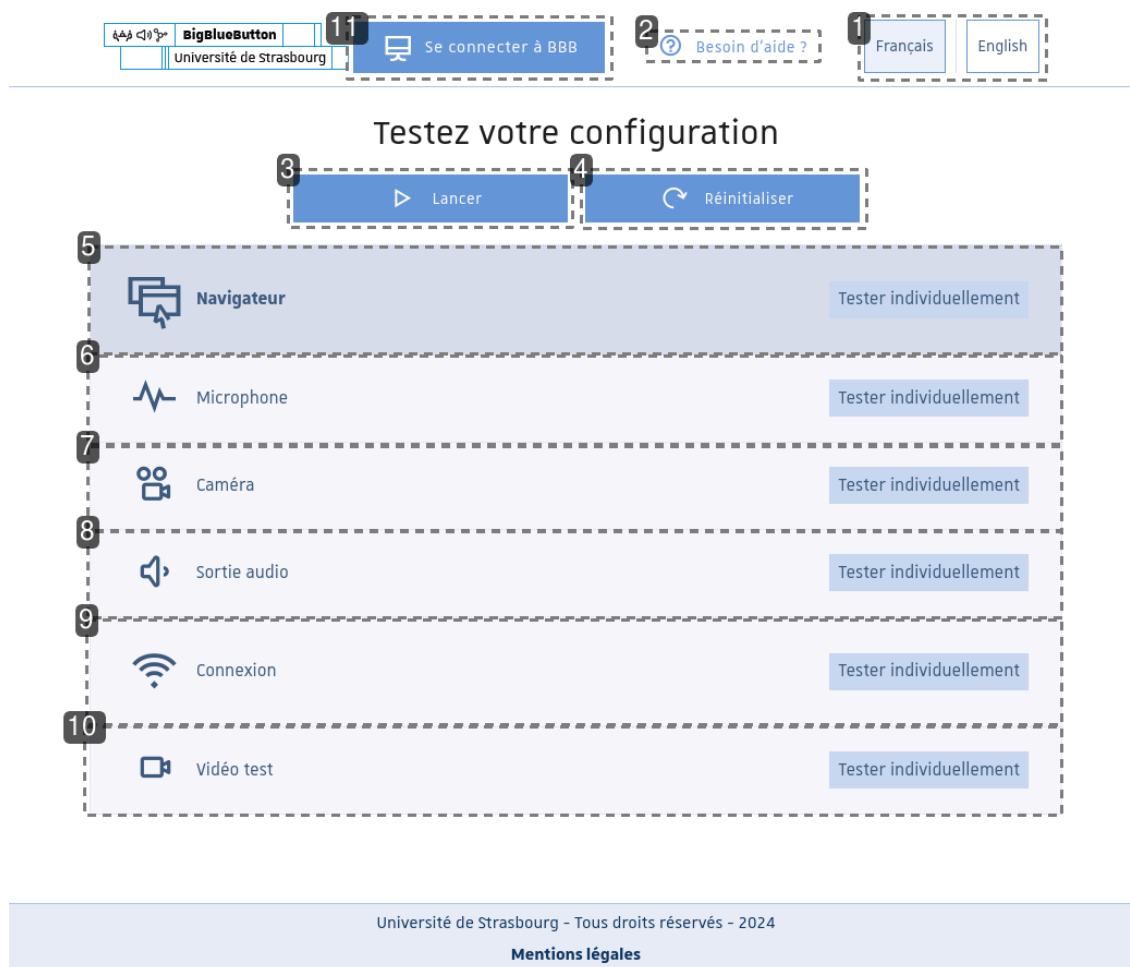 BigBlueButton
Université de Strasbourg
11
Se connecter à BBB
2
Besoin d'aide ?
1
Français
English
Testez votre configuration
3
Lancer
4
Réinitialiser
5
Navigateur
Tester individuellement
6
Microphone
Tester individuellement
7
Caméra
Tester individuellement
8
Sortie audio
Tester individuellement
9
Connexion
Tester individuellement
10
Vidéo test
Tester individuellement
Université de Strasbourg - Tous droits réservés - 2024
Mentions légales